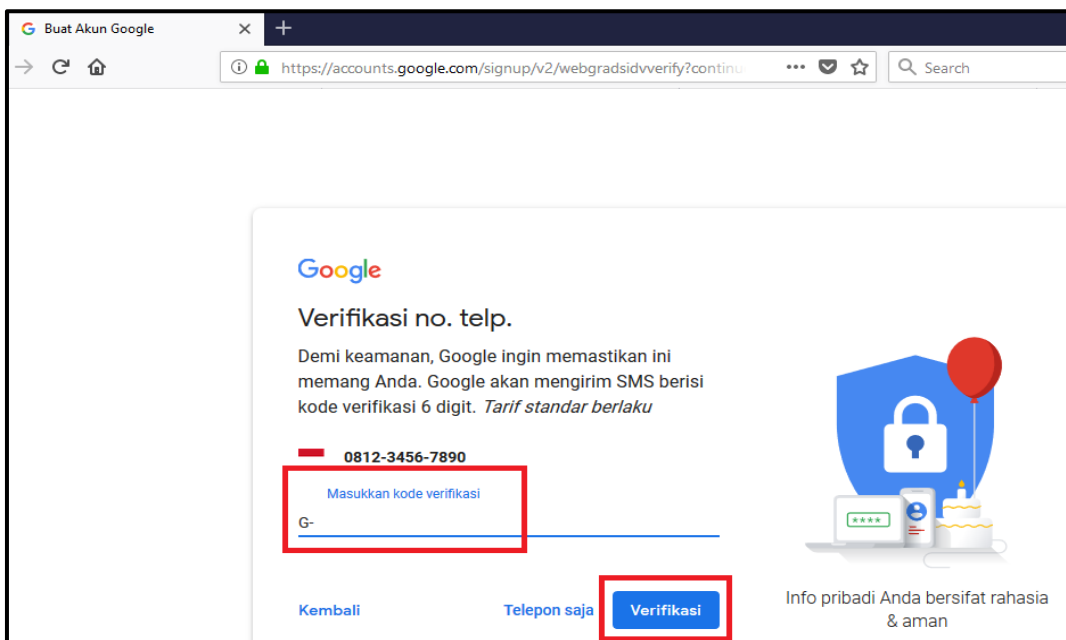 Buat Akun Google
https://accounts.google.com/signup/v2/webgradsidvverify?continu
Search
Google
Verifikasi no. telp.
Demi keamanan, Google ingin memastikan ini
memang Anda. Google akan mengirim SMS berisi
kode verifikasi 6 digit. Tarif standar berlaku
0812-3456-7890
Masukkan kode verifikasi
G-
****
Kembali
Telepon saja
Verifikasi
Info pribadi Anda bersifat rahasia
& aman